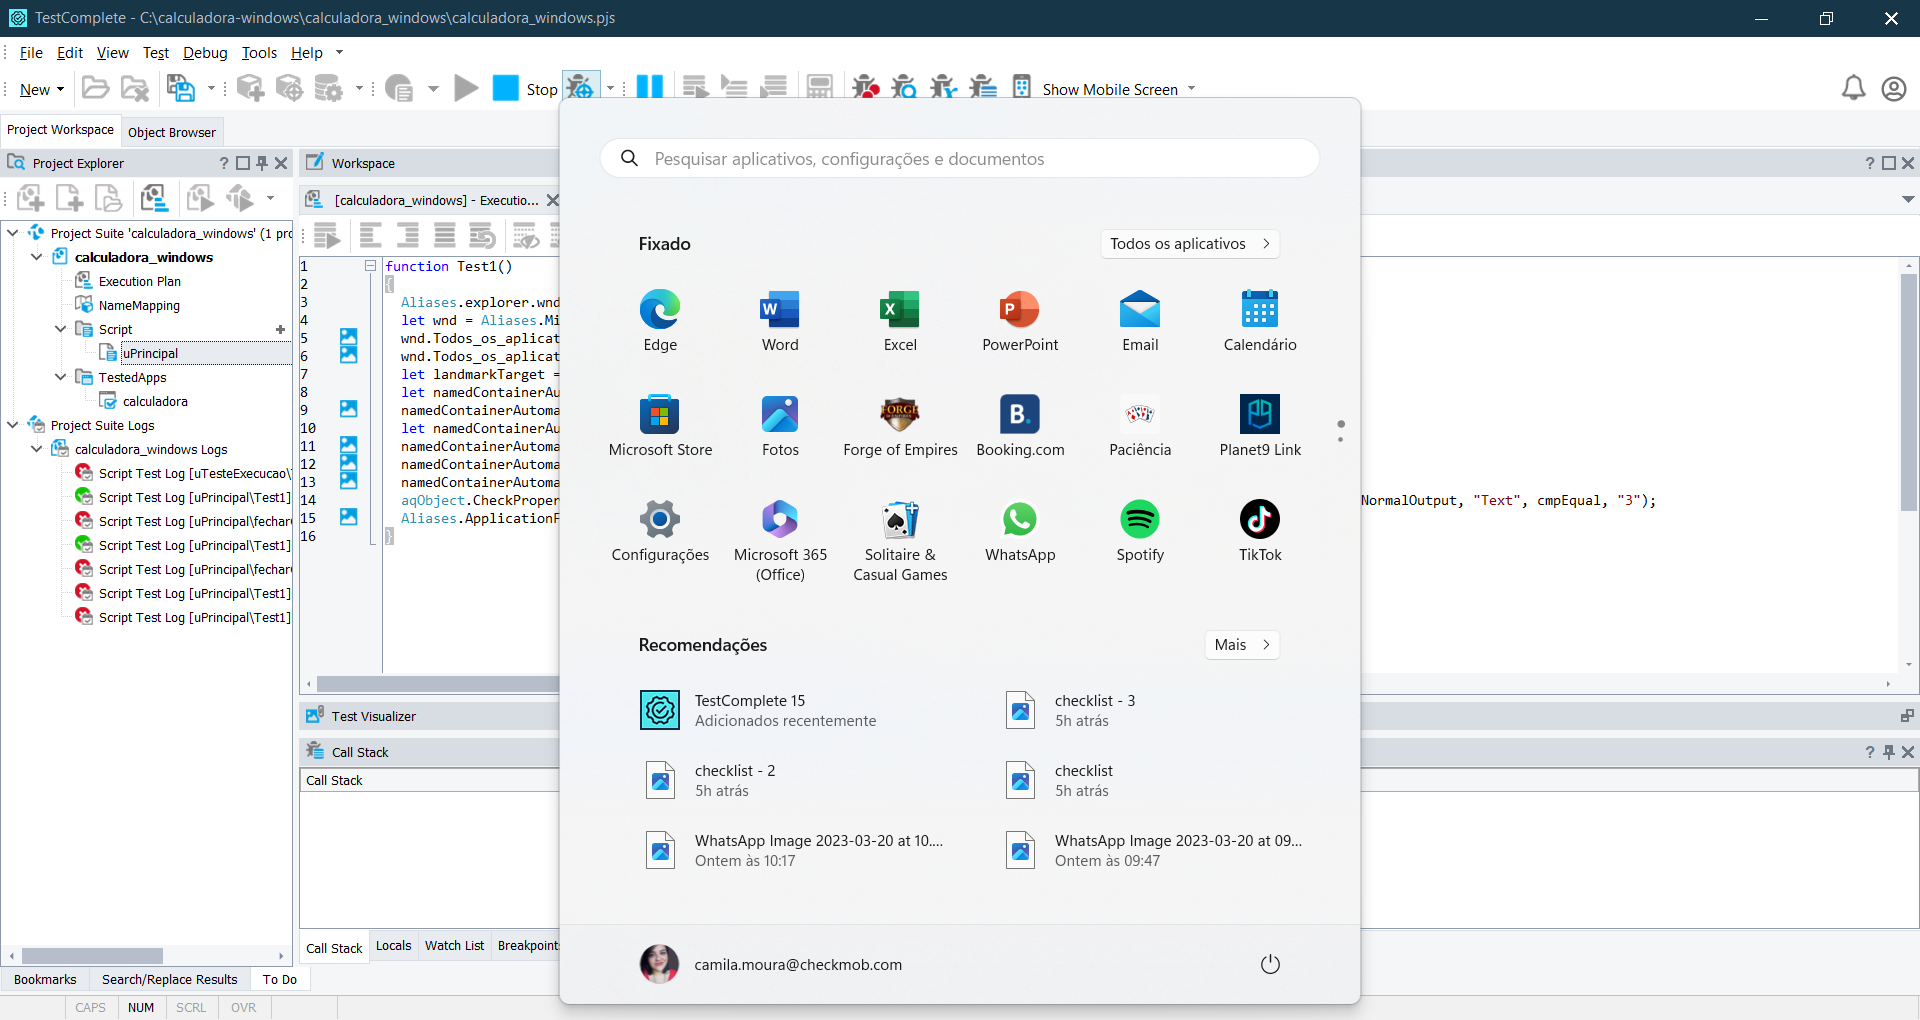 TestComplete - C:\calculadora-windows\calculadora_windows\calculadora_windows.pjs
File Edit View Test Debug Tools Help
New Stop Show Mobile Screen
Project Workspace Object Browser
Project Explorer
Workspace
[calculadora_windows] - Executio...
Project Suite 'calculadora_windows' (1 pro
calculadora_windows
Execution Plan
NameMapping
Script
uPrincipal
TestedApps
calculadora
Project Suite Logs
calculadora_windows Logs
Script Test Log [uTesteExecucao\
Script Test Log [uPrincipal\Test1]
Script Test Log [uPrincipal\fechar
Script Test Log [uPrincipal\Test1]
Script Test Log [uPrincipal\fechar
Script Test Log [uPrincipal\Test1]
Script Test Log [uPrincipal\Test1]
1 function Test1()
2 {
3 Aliases.explorer.wnd
4 let wnd = Aliases.Mi
5 wnd.Todos_os_aplicat
6 wnd.Todos_os_aplicat
7 let landmarkTarget =
8 let namedContainerAu
9 namedContainerAutoma
10 let namedContainerAu
11 namedContainerAutoma
12 namedContainerAutoma
13 namedContainerAutoma
14 aqObject.CheckProper NormalOutput, "Text", cmpEqual, "3");
15 Aliases.ApplicationF
16 }
Test Visualizer
Call Stack
Call Stack
Call Stack Locals Watch List Breakpoints
Bookmarks Search/Replace Results To Do
CAPS NUM SCRL OVR
Pesquisar aplicativos, configurações e documentos
Fixado
Todos os aplicativos
Edge Word Excel PowerPoint Email Calendário
Microsoft Store Fotos Forge of Empires Booking.com Paciência Planet9 Link
Configurações Microsoft 365 (Office) Solitaire & Casual Games WhatsApp Spotify TikTok
Recomendações
Mais
TestComplete 15
Adicionados recentemente
checklist - 3
5h atrás
checklist - 2
5h atrás
checklist
5h atrás
WhatsApp Image 2023-03-20 at 10....
Ontem às 10:17
WhatsApp Image 2023-03-20 at 09...
Ontem às 09:47
camila.moura@checkmob.com